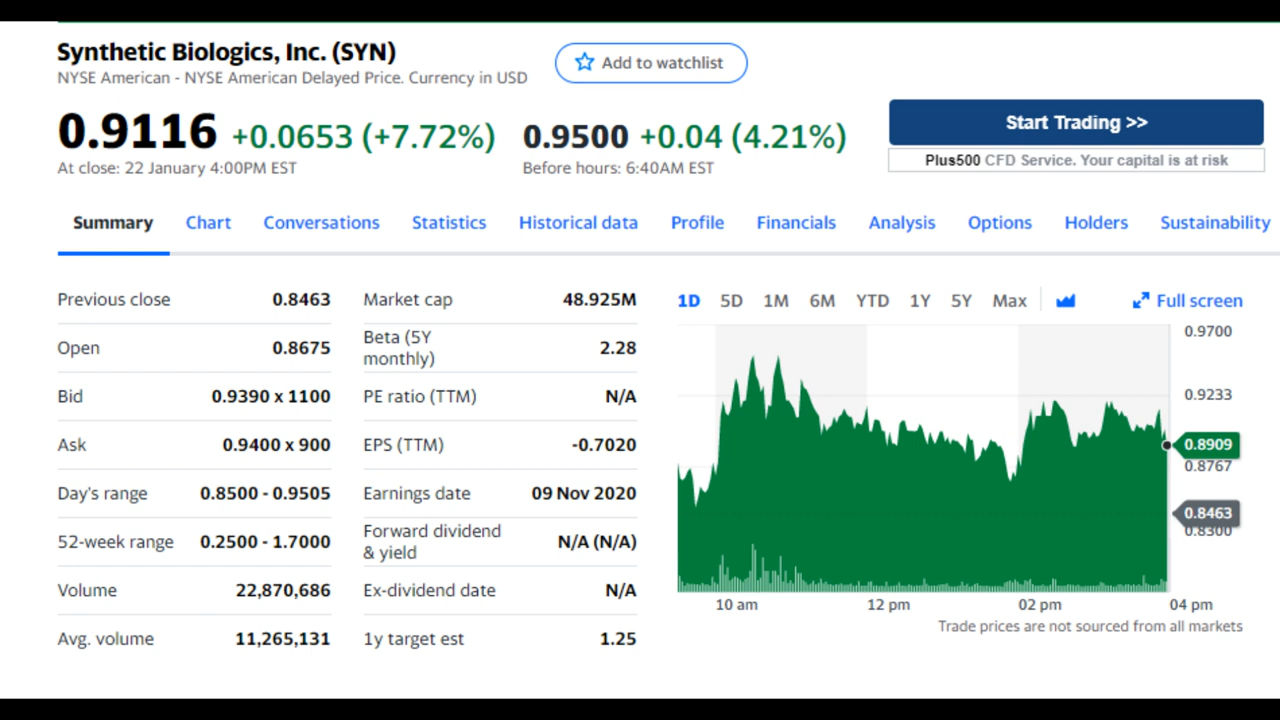 Synthetic Biologics, Inc. (SYN)
NYSE American - NYSE American Delayed Price. Currency in USD
Add to watchlist
0.9116 +0.0653 (+7.72%)
At close: 22 January 4:00PM EST
0.9500 +0.04 (4.21%)
Before hours: 6:40AM EST
Start Trading >>
Plus500 CFD Service. Your capital is at risk
Summary Chart Conversations Statistics Historical data Profile Financials Analysis Options Holders Sustainability
Previous close 0.8463
Open 0.8675
Bid 0.9390 x 1100
Ask 0.9400 x 900
Day's range 0.8500 - 0.9505
52-week range 0.2500 - 1.7000
Volume 22,870,686
Avg. volume 11,265,131
Market cap 48.925M
Beta (5Y
monthly) 2.28
PE ratio (TTM) N/A
EPS (TTM) -0.7020
Earnings date 09 Nov 2020
Forward dividend
& yield N/A (N/A)
Ex-dividend date N/A
1y target est 1.25
1D 5D 1M 6M YTD 1Y 5Y Max Full screen
0.9700
0.9233
0.8909
0.8767
0.8463
0.8300
10 am 12 pm 02 pm 04 pm
Trade prices are not sourced from all markets